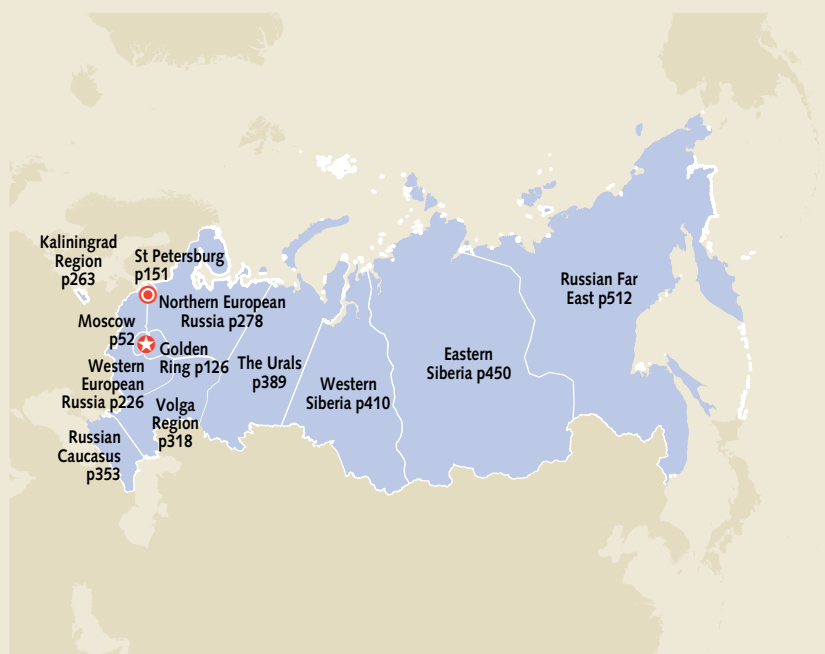 Kaliningrad
Region
p263
St Petersburg
p151
Northern European
Russia p278
Moscow
p52
Golden
Ring p126
Western
European
Russia p226
The Urals
p389
Volga
Region
p318
Russian
Caucasus
p353
Western
Siberia p410
Eastern
Siberia p450
Russian Far
East p512